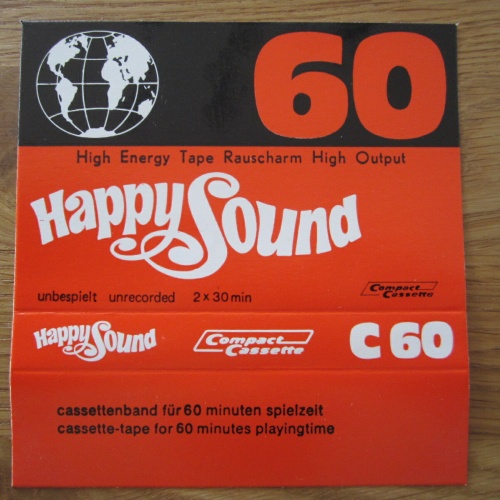 60
High Energy Tape Rauscharm High Output
Happy Sound
unbespielt unrecorded 2 x 30 min
Compact Cassette
Happy Sound
Compact Cassette
C 60
cassettenband für 60 minuten spielzeit
cassette-tape for 60 minutes playingtime